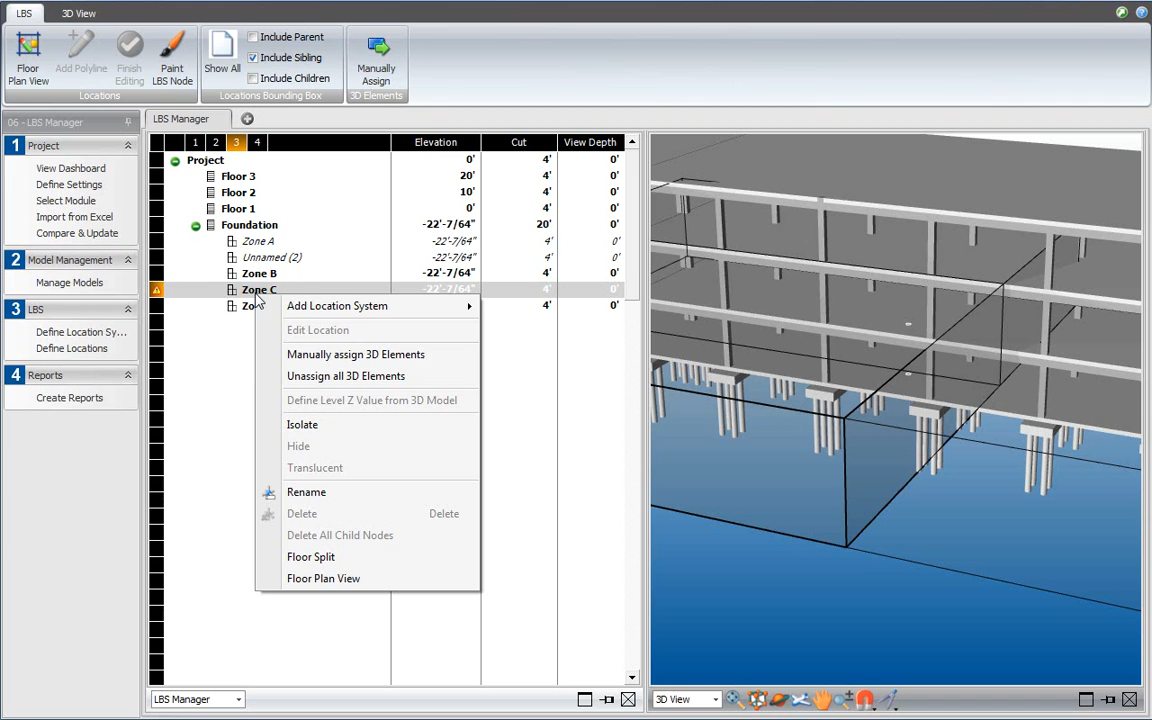 LBS 3D View
Floor Plan View Add Polyline Finish Editing Paint LBS Node
Locations
Show All
Include Parent
Include Sibling
Include Children
Locations Bounding Box
Manually Assign
3D Elements
06 - LBS Manager
1 Project
View Dashboard
Define Settings
Select Module
Import from Excel
Compare & Update
2 Model Management
Manage Models
3 LBS
Define Location Sy...
Define Locations
4 Reports
Create Reports
LBS Manager
1 2 3 4 Elevation Cut View Depth
Project 0' 4' 0'
Floor 3 20' 4' 0'
Floor 2 10' 4' 0'
Floor 1 0' 4' 0'
Foundation -22'-7/64" 20' 0'
Zone A -22'-7/64" 4' 0'
Unnamed (2) -22'-7/64" 4' 0'
Zone B -22'-7/64" 4' 0'
Zone C -22'-7/64" 4' 0'
4' 0'
Add Location System
Edit Location
Manually assign 3D Elements
Unassign all 3D Elements
Define Level Z Value from 3D Model
Isolate
Hide
Translucent
Rename
Delete Delete
Delete All Child Nodes
Floor Split
Floor Plan View
LBS Manager
3D View